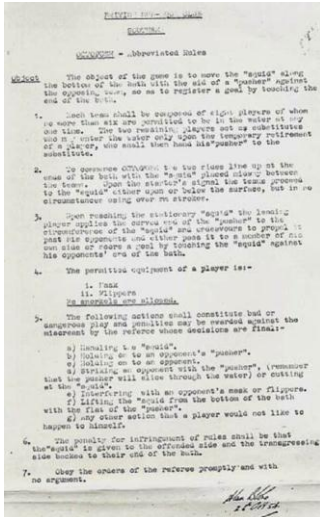 OCTOPUSH - Abbreviated Rules
Object The object of the game is to move the "squid" along
the bottom of the bath with the aid of a "pusher" against
the opposing team, so as to register a goal by touching the
end of the bath.
1. Each team shall be composed of eight players of whom
no more than six are permitted to be in the water at any
one time. The two remaining players act as substitutes
who may enter the water only upon the temporary retirement
of a player, who shall then hand his "pusher" to the
substitute.
2. To commence OCTOPUSH the two sides line up at the
ends of the bath with the "squid" placed midway between
the teams. Upon the starter's signal the teams proceed
to the "squid" either upon or below the surface, but in no
circumstances using over arm strokes.
3. Upon reaching the stationary "squid" the leading
player applies the curved end of the "pusher" to the
circumference of the "squid" and endeavours to propel it
past his opponents and either pass it to a member of his
own side or score a goal by touching the "squid" against
his opponents' end of the bath.
4. The permitted equipment of a player is:-
i. Mask
ii. Flippers
No snorkels are allowed.
5. The following actions shall constitute bad or
dangerous play and penalties may be awarded against the
miscreant by the referee whose decisions are final:-
a) Handling the "squid".
b) Holding on to an opponent's "pusher".
c) Holding on to an opponent.
d) Striking an opponent with the "pusher", (remember
that the pusher will slice through the water) or cutting
at the "squid".
e) Interfering with an opponent's mask or flippers.
f) Lifting the "squid" from the bottom of the bath
with the flat of the "pusher".
g) Any other action that a player would not like to
happen to himself.
6. The penalty for infringement of rules shall be that
the "squid" is given to the offended side and the transgressing
side backed to their end of the bath.
7. Obey the orders of the referee promptly and with
no argument.